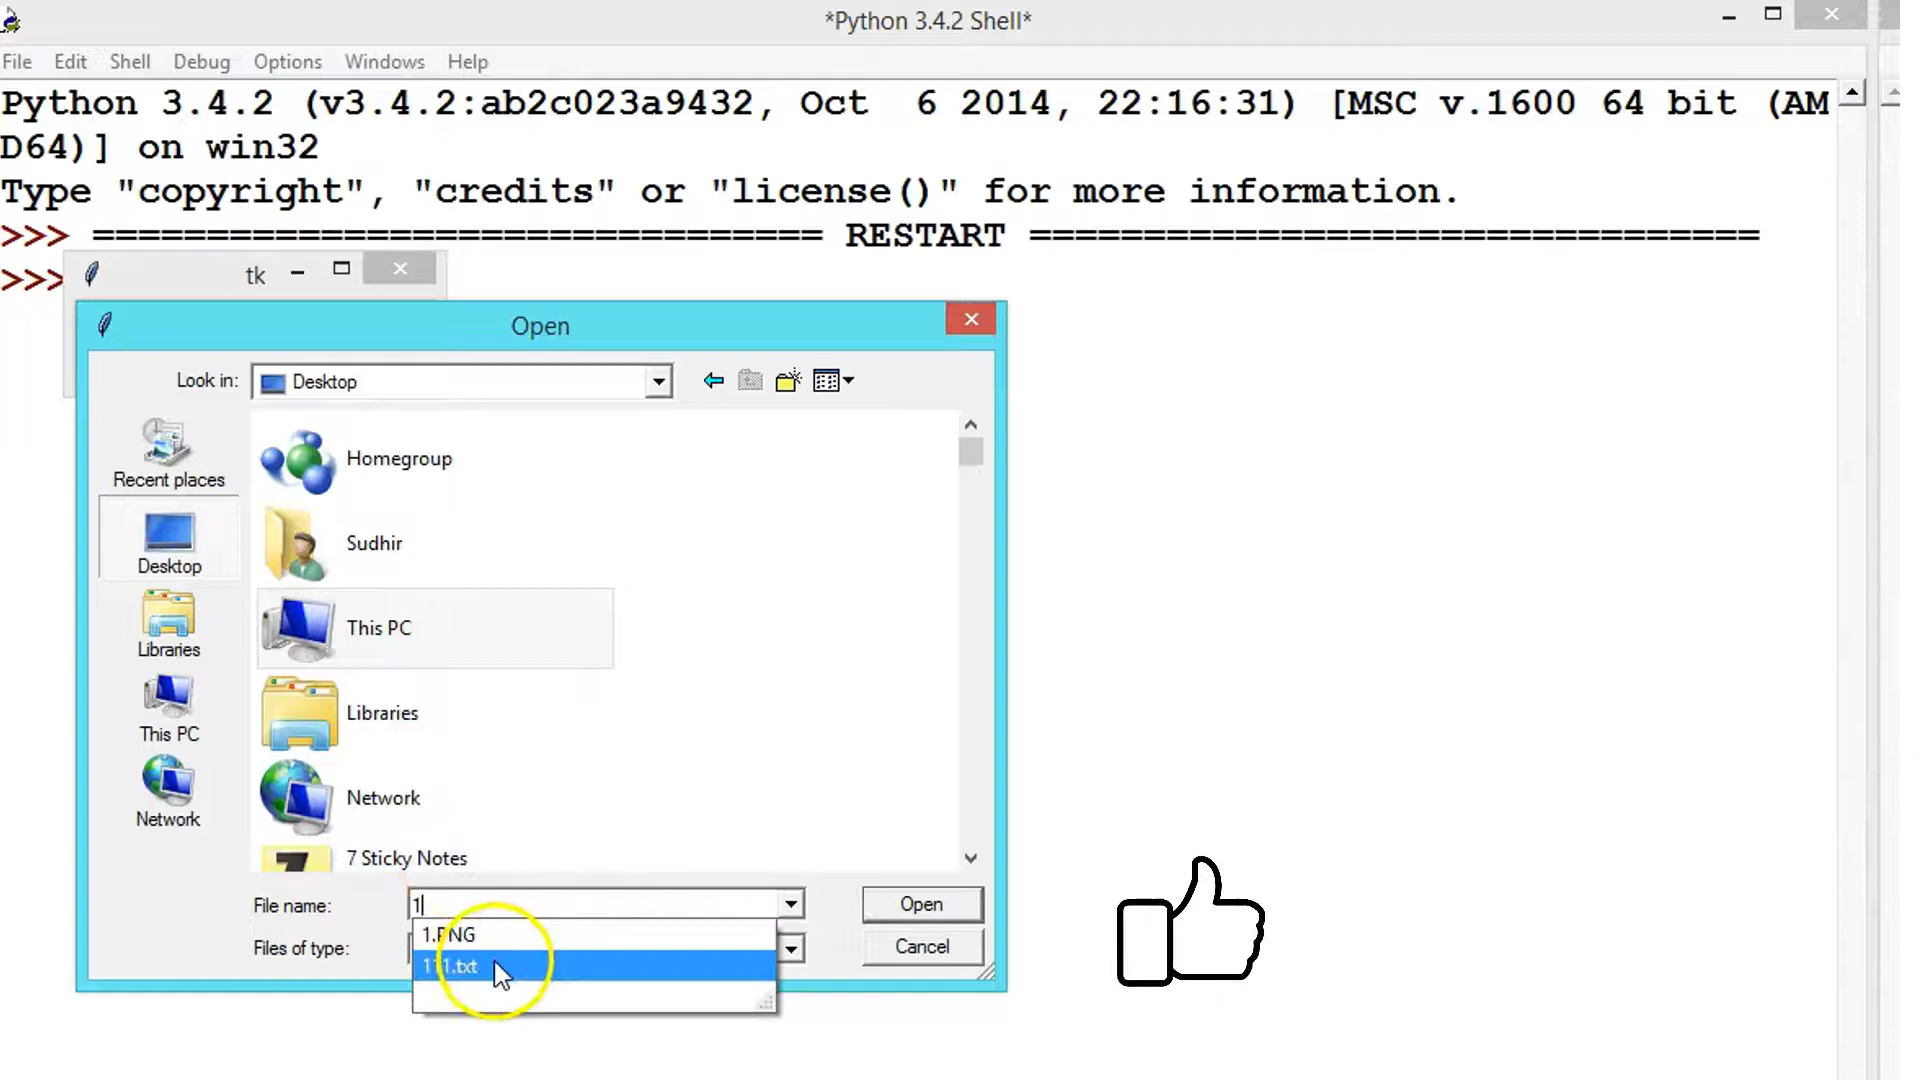 *Python 3.4.2 Shell*
File Edit Shell Debug Options Windows Help
Python 3.4.2 (v3.4.2:ab2c023a9432, Oct  6 2014, 22:16:31) [MSC v.1600 64 bit (AM
D64)] on win32
Type "copyright", "credits" or "license()" for more information.
>>> ================================ RESTART ================================
>>>
tk
Open
Look in: Desktop
Recent places
Desktop
Libraries
This PC
Network
Homegroup
Sudhir
This PC
Libraries
Network
7 Sticky Notes
File name: 1
Open
1.PNG
111.txt
Files of type:
Cancel